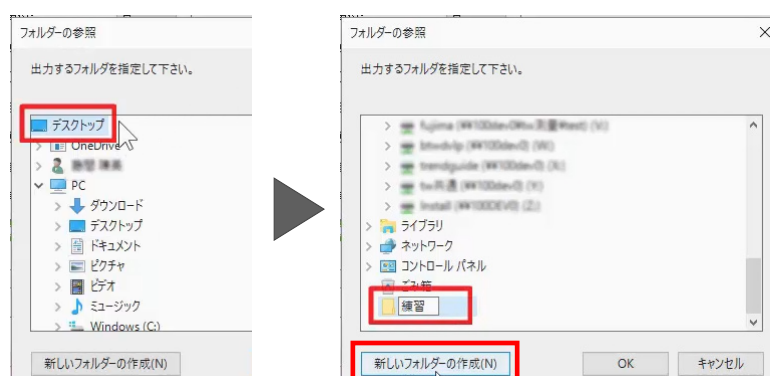 フォルダーの参照
出力するフォルダを指定して下さい。
デスクトップ
OneDrive
PC
ダウンロード
デスクトップ
ドキュメント
ピクチャ
ビデオ
ミュージック
Windows (C:)
新しいフォルダーの作成(N)
フォルダーの参照
出力するフォルダを指定して下さい。
ライブラリ
ネットワーク
コントロール パネル
ごみ箱
練習
新しいフォルダーの作成(N)
OK
キャンセル